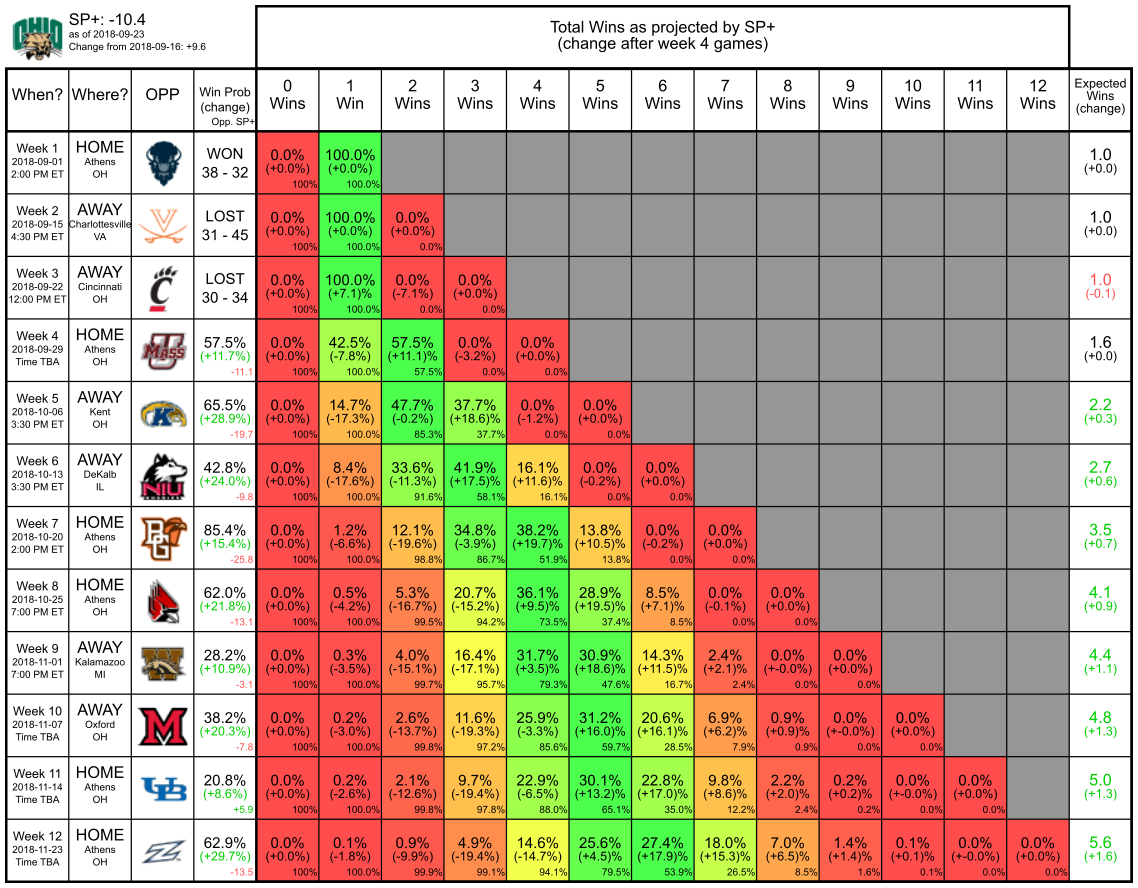 OHIO
SP+: -10.4
as of 2018-09-23
Change from 2018-09-16: +9.6
Total Wins as projected by SP+
(change after week 4 games)
When? Where? OPP Win Prob (change) Opp. SP+ 0 Wins 1 Win 2 Wins 3 Wins 4 Wins 5 Wins 6 Wins 7 Wins 8 Wins 9 Wins 10 Wins 11 Wins 12 Wins Expected Wins (change)
Week 1 HOME WON 0.0% 100.0% 1.0
2018-09-01 Athens (+0.0%) (+0.0%) (+0.0)
2:00 PM ET OH 38 - 32 100% 100.0%
Week 2 AWAY LOST 0.0% 100.0% 0.0% 1.0
2018-09-15 Charlottesville (+0.0%) (+0.0%) (+0.0%) (+0.0)
4:30 PM ET VA 31 - 45 100% 100.0% 0.0%
Week 3 AWAY LOST 0.0% 100.0% 0.0% 0.0% 1.0
2018-09-22 Cincinnati (+0.0%) (+7.1)% (-7.1%) (+0.0%) (-0.1)
12:00 PM ET OH 30 - 34 100% 100.0% 0.0% 0.0%
Week 4 HOME MASS 57.5% 0.0% 42.5% 57.5% 0.0% 0.0% 1.6
2018-09-29 Athens (+11.7%) (+0.0%) (-7.8%) (+11.1)% (-3.2%) (+0.0%) (+0.0)
Time TBA OH -11.1 100% 100.0% 57.5% 0.0% 0.0%
Week 5 AWAY K 65.5% 0.0% 14.7% 47.7% 37.7% 0.0% 0.0% 2.2
2018-10-06 Kent (+28.9%) (+0.0%) (-17.3%) (-0.2%) (+18.6)% (-1.2%) (+0.0%) (+0.3)
3:30 PM ET OH -19.7 100% 100.0% 85.3% 37.7% 0.0% 0.0%
Week 6 AWAY NIU 42.8% 0.0% 8.4% 33.6% 41.9% 16.1% 0.0% 0.0% 2.7
2018-10-13 DeKalb (+24.0%) (+0.0%) (-17.6%) (-11.3%) (+17.5)% (+11.6)% (-0.2%) (+0.0%) (+0.6)
3:30 PM ET IL -9.8 100% 100.0% 91.6% 58.1% 16.1% 0.0% 0.0%
Week 7 HOME BG 85.4% 0.0% 1.2% 12.1% 34.8% 38.2% 13.8% 0.0% 0.0% 3.5
2018-10-20 Athens (+15.4%) (+0.0%) (-6.6%) (-19.6%) (-3.9%) (+19.7)% (+10.5)% (-0.2%) (+0.0%) (+0.7)
2:00 PM ET OH -25.8 100% 100.0% 98.8% 86.7% 51.9% 13.8% 0.0% 0.0%
Week 8 HOME 62.0% 0.0% 0.5% 5.3% 20.7% 36.1% 28.9% 8.5% 0.0% 0.0% 4.1
2018-10-25 Athens (+21.8%) (+0.0%) (-4.2%) (-16.7%) (-15.2%) (+9.5)% (+19.5)% (+7.1)% (-0.1%) (+0.0%) (+0.9)
7:00 PM ET OH -13.1 100% 100.0% 99.5% 94.2% 73.5% 37.4% 8.5% 0.0% 0.0%
Week 9 AWAY W 28.2% 0.0% 0.3% 4.0% 16.4% 31.7% 30.9% 14.3% 2.4% 0.0% 0.0% 4.4
2018-11-01 Kalamazoo (+10.9%) (+0.0%) (-3.5%) (-15.1%) (-17.1%) (+3.5)% (+18.6)% (+11.5)% (+2.1)% (+-0.0)% (+0.0%) (+1.1)
7:00 PM ET MI -3.1 100% 100.0% 99.7% 95.7% 79.3% 47.6% 16.7% 2.4% 0.0% 0.0%
Week 10 AWAY M 38.2% 0.0% 0.2% 2.6% 11.6% 25.9% 31.2% 20.6% 6.9% 0.9% 0.0% 0.0% 4.8
2018-11-07 Oxford (+20.3%) (+0.0%) (-3.0%) (-13.7%) (-19.3%) (-3.3%) (+16.0)% (+16.1)% (+6.2)% (+0.9)% (+-0.0)% (+0.0%) (+1.3)
Time TBA OH -7.8 100% 100.0% 99.8% 97.2% 85.6% 59.7% 28.5% 7.9% 0.9% 0.0% 0.0%
Week 11 HOME UB 20.8% 0.0% 0.2% 2.1% 9.7% 22.9% 30.1% 22.8% 9.8% 2.2% 0.2% 0.0% 0.0% 5.0
2018-11-14 Athens (+8.6%) (+0.0%) (-2.6%) (-12.6%) (-19.4%) (-6.5%) (+13.2)% (+17.0)% (+8.6)% (+2.0)% (+0.2)% (+-0.0)% (+0.0%) (+1.3)
Time TBA OH +5.9 100% 100.0% 99.8% 97.8% 88.0% 65.1% 35.0% 12.2% 2.4% 0.2% 0.0% 0.0%
Week 12 HOME Z 62.9% 0.0% 0.1% 0.9% 4.9% 14.6% 25.6% 27.4% 18.0% 7.0% 1.4% 0.1% 0.0% 0.0% 5.6
2018-11-23 Athens (+29.7%) (+0.0%) (-1.8%) (-9.9%) (-19.4%) (-14.7%) (+4.5)% (+17.9)% (+15.3)% (+6.5)% (+1.4)% (+0.1)% (+-0.0)% (+0.0%) (+1.6)
Time TBA OH -13.5 100% 100.0% 99.9% 99.1% 94.1% 79.5% 53.9% 26.5% 8.5% 1.6% 0.1% 0.0% 0.0%